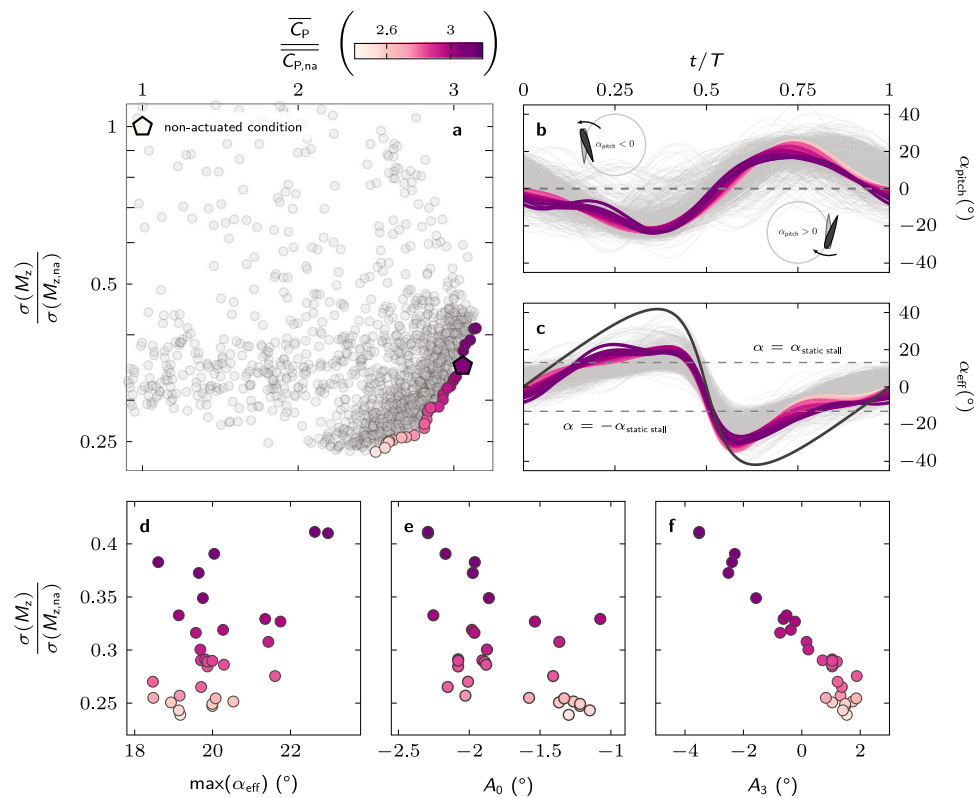 C̅P̅ / C̅P,na̅ ( 2.6 3 )
t/T
1 2 3
0 0.25 0.5 0.75 1
1
non-actuated condition
a
b
αpitch < 0
αpitch > 0
40
20
0
−20
−40
αpitch (°)
σ(Mz) / σ(Mz,na)
0.5
0.25
c
α = αstatic stall
α = −αstatic stall
40
20
0
−20
−40
αeff (°)
d
e
f
σ(Mz) / σ(Mz,na)
0.4
0.35
0.3
0.25
18 20 22
−2.5 −2 −1.5 −1
−4 −2 0 2
max(αeff) (°)
A0 (°)
A3 (°)